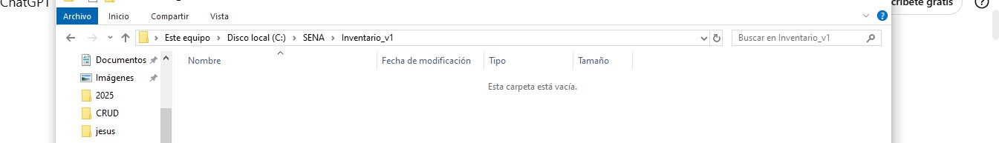 ChatGPT
críbete gratis
Archivo Inicio Compartir Vista
Este equipo Disco local (C:) SENA Inventario_v1
Buscar en Inventario_v1
Documentos
Imágenes
2025
CRUD
jesus
Nombre Fecha de modificación Tipo Tamaño
Esta carpeta está vacía.